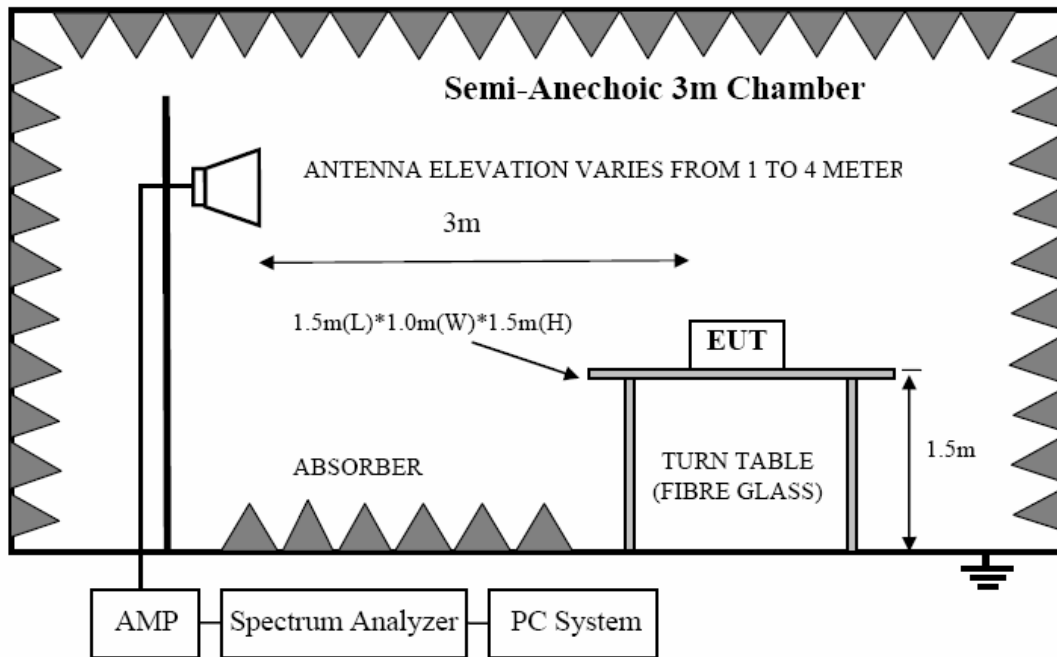 Semi-Anechoic 3m Chamber
ANTENNA ELEVATION VARIES FROM 1 TO 4 METER
3m
1.5m(L)*1.0m(W)*1.5m(H)
EUT
1.5m
ABSORBER
TURN TABLE
(FIBRE GLASS)
AMP
Spectrum Analyzer
PC System